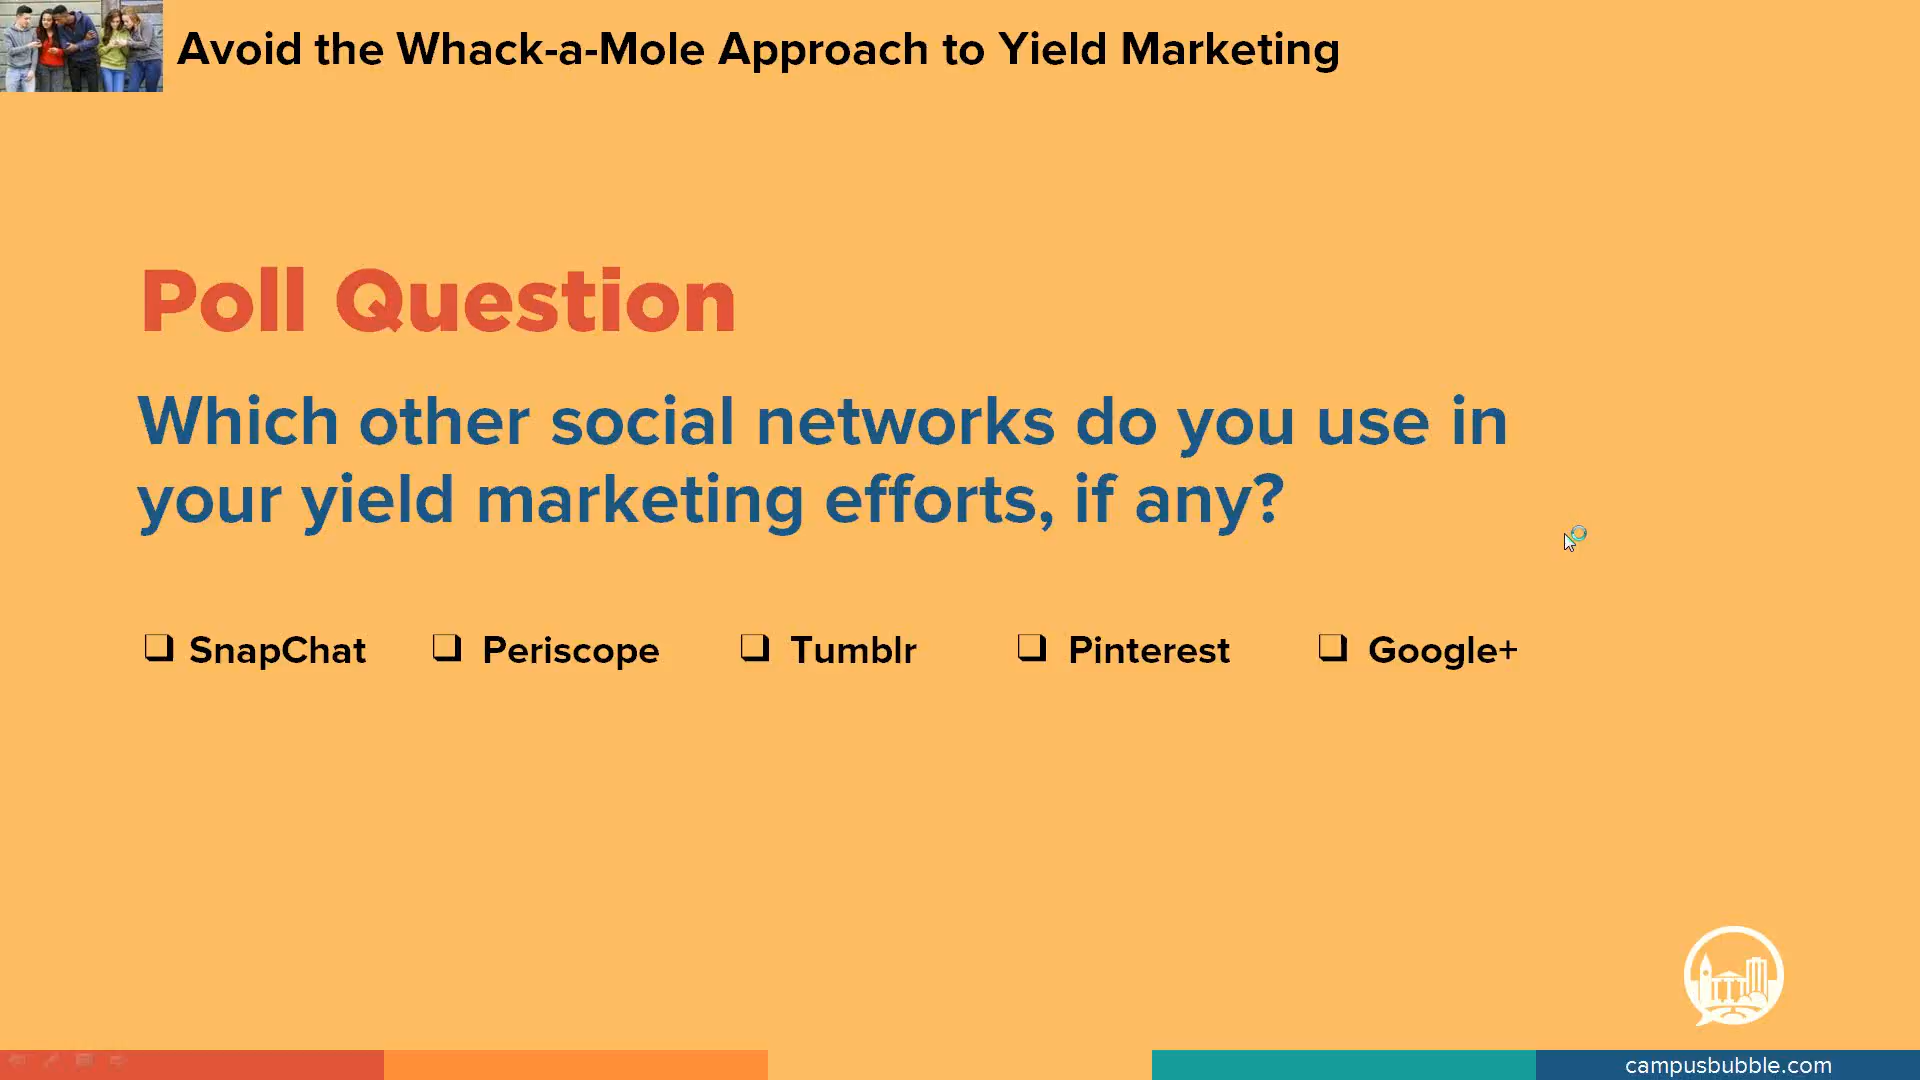 Avoid the Whack-a-Mole Approach to Yield Marketing
Poll Question
Which other social networks do you use in
your yield marketing efforts, if any?
❑ SnapChat ❑ Periscope ❑ Tumblr ❑ Pinterest ❑ Google+
campusbubble.com